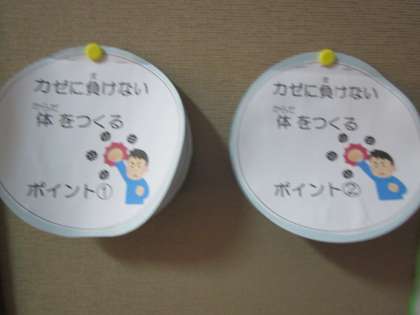 カゼに負けない
体をつくる
ポイント①
カゼに負けない
体をつくる
ポイント②